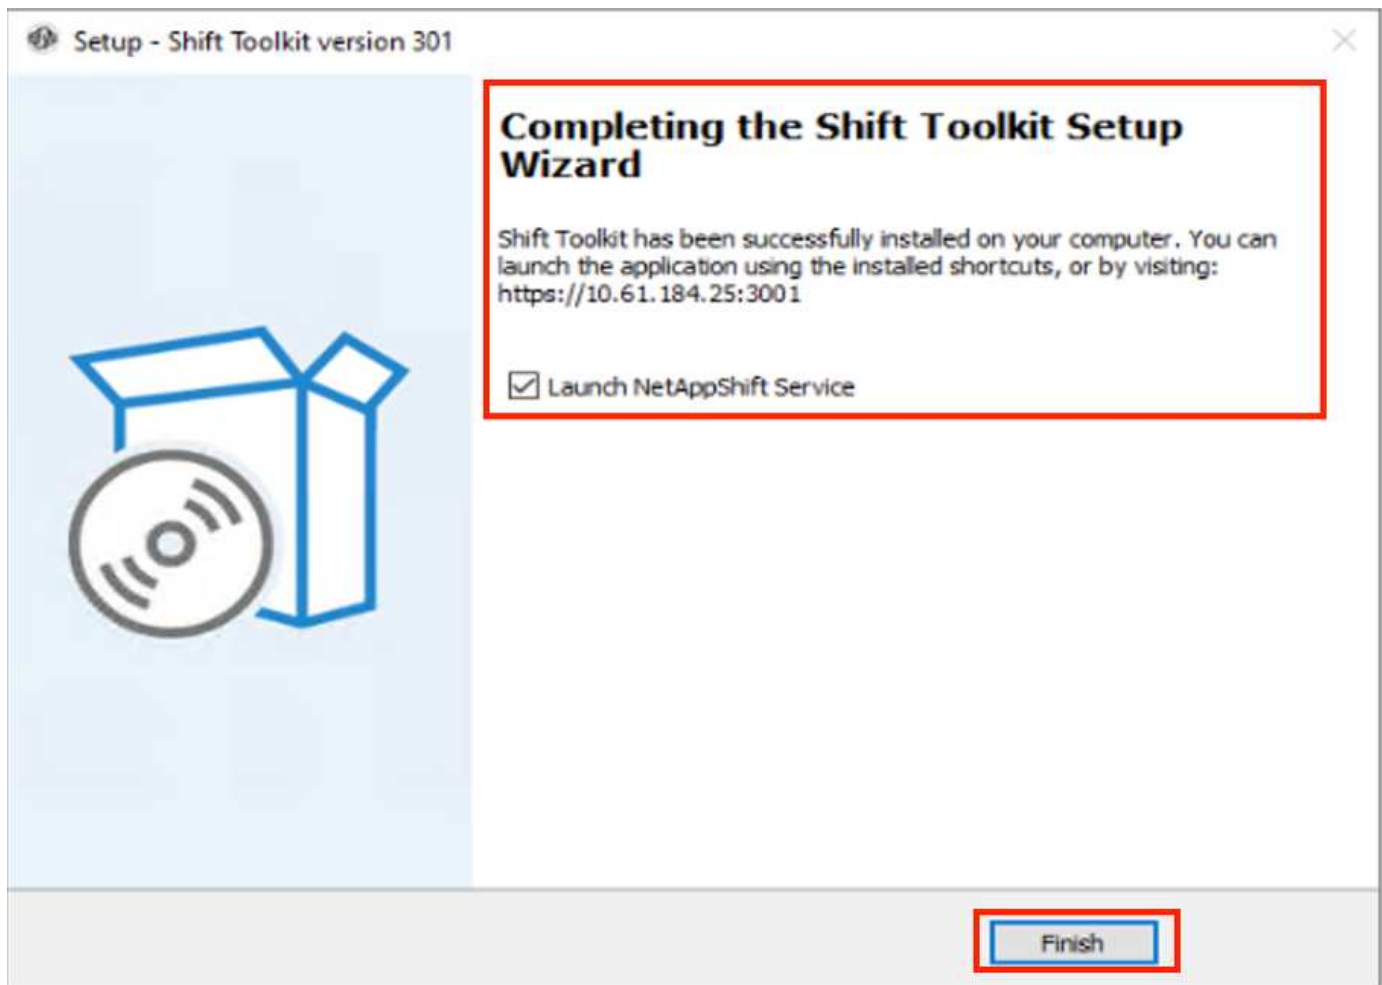 Setup - Shift Toolkit version 301
Completing the Shift Toolkit Setup
Wizard
Shift Toolkit has been successfully installed on your computer. You can
launch the application using the installed shortcuts, or by visiting:
https://10.61.184.25:3001
Launch NetAppShift Service
Finish